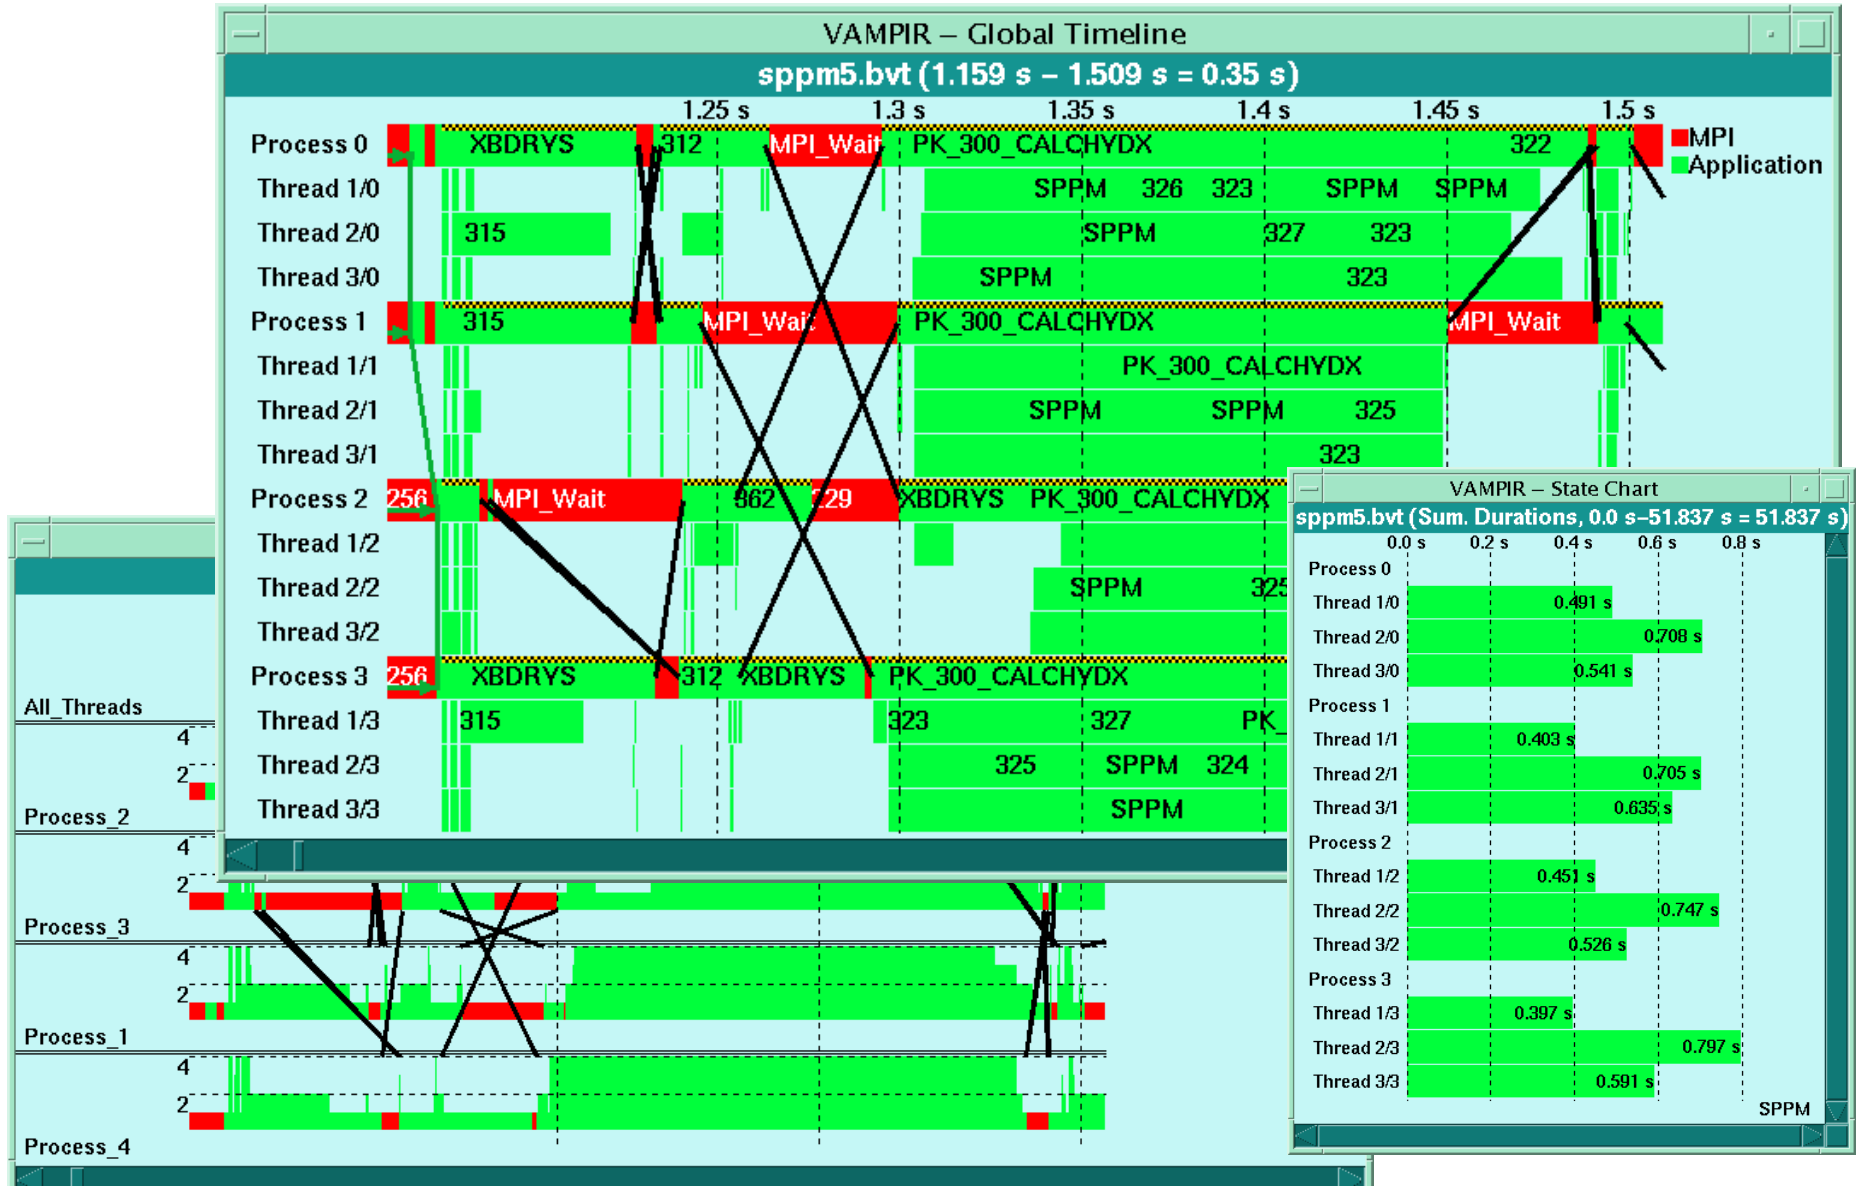 VAMPIR – Global Timeline
sppm5.bvt (1.159 s – 1.509 s = 0.35 s)
1.25 s 1.3 s 1.35 s 1.4 s 1.45 s 1.5 s
Process 0 XBDRYS 312 MPI_Wait PK_300_CALCHYDX 322
MPI
Application
Thread 1/0 SPPM 326 323 SPPM SPPM
Thread 2/0 315 SPPM 327 323
Thread 3/0 SPPM 323
Process 1 315 MPI_Wait PK_300_CALCHYDX MPI_Wait
Thread 1/1 PK_300_CALCHYDX
Thread 2/1 SPPM SPPM 325
Thread 3/1 323
Process 2 256 MPI_Wait 362 229 XBDRYS PK_300_CALCHYDX
Thread 1/2
Thread 2/2 SPPM 325
Thread 3/2
Process 3 256 XBDRYS 312 XBDRYS PK_300_CALCHYDX
Thread 1/3 315 323 327 PK_
Thread 2/3 325 SPPM 324
Thread 3/3 SPPM
VAMPIR – State Chart
sppm5.bvt (Sum. Durations, 0.0 s–51.837 s = 51.837 s)
0.0 s 0.2 s 0.4 s 0.6 s 0.8 s
Process 0
Thread 1/0 0.491 s
Thread 2/0 0.708 s
Thread 3/0 0.541 s
Process 1
Thread 1/1 0.403 s
Thread 2/1 0.705 s
Thread 3/1 0.635 s
Process 2
Thread 1/2 0.451 s
Thread 2/2 0.747 s
Thread 3/2 0.526 s
Process 3
Thread 1/3 0.397 s
Thread 2/3 0.797 s
Thread 3/3 0.591 s
SPPM
All_Threads
4
2
Process_2
4
2
Process_3
4
2
Process_1
4
2
Process_4